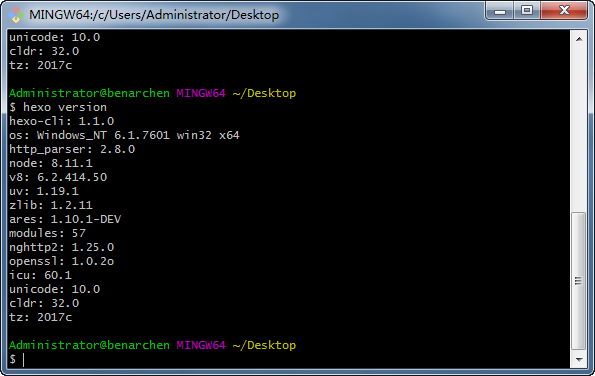 MINGW64:/c/Users/Administrator/Desktop
unicode: 10.0
cldr: 32.0
tz: 2017c
Administrator@benarchen MINGW64 ~/Desktop
$ hexo version
hexo-cli: 1.1.0
os: Windows_NT 6.1.7601 win32 x64
http_parser: 2.8.0
node: 8.11.1
v8: 6.2.414.50
uv: 1.19.1
zlib: 1.2.11
ares: 1.10.1-DEV
modules: 57
nghttp2: 1.25.0
openssl: 1.0.2o
icu: 60.1
unicode: 10.0
cldr: 32.0
tz: 2017c
Administrator@benarchen MINGW64 ~/Desktop
$